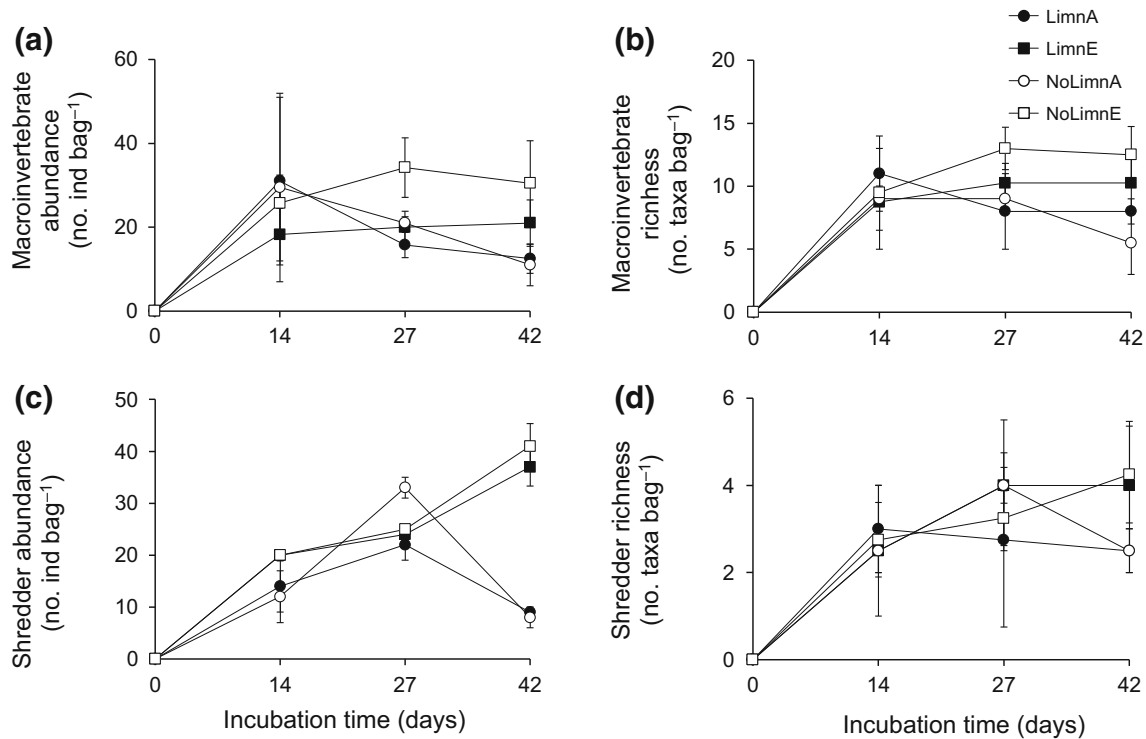 (a)
Macroinvertebrate
abundance
(no. ind bag⁻¹)
60
40
20
0
0 14 27 42
(b)
Macroinvertebrate
ricnhess
(no. taxa bag⁻¹)
20
15
10
5
0
0 14 27 42
LimnA
LimnE
NoLimnA
NoLimnE
(c)
Shredder abundance
(no. ind bag⁻¹)
50
40
30
20
10
0
0 14 27 42
Incubation time (days)
(d)
Shredder richness
(no. taxa bag⁻¹)
6
4
2
0
0 14 27 42
Incubation time (days)